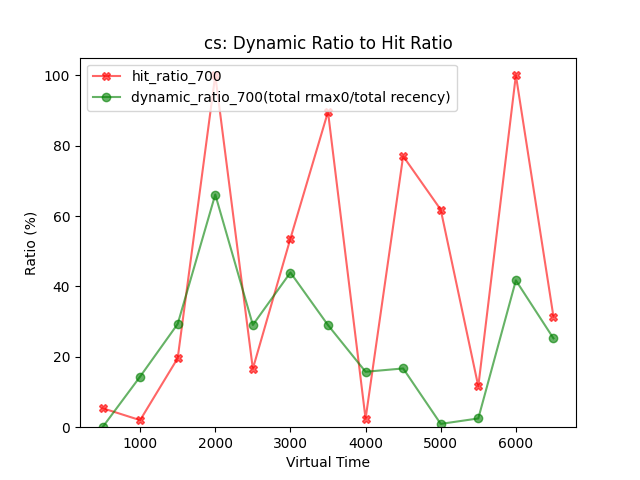 cs: Dynamic Ratio to Hit Ratio
hit_ratio_700
dynamic_ratio_700(total rmax0/total recency)
Ratio (%)
100
80
60
40
20
0
1000 2000 3000 4000 5000 6000
Virtual Time